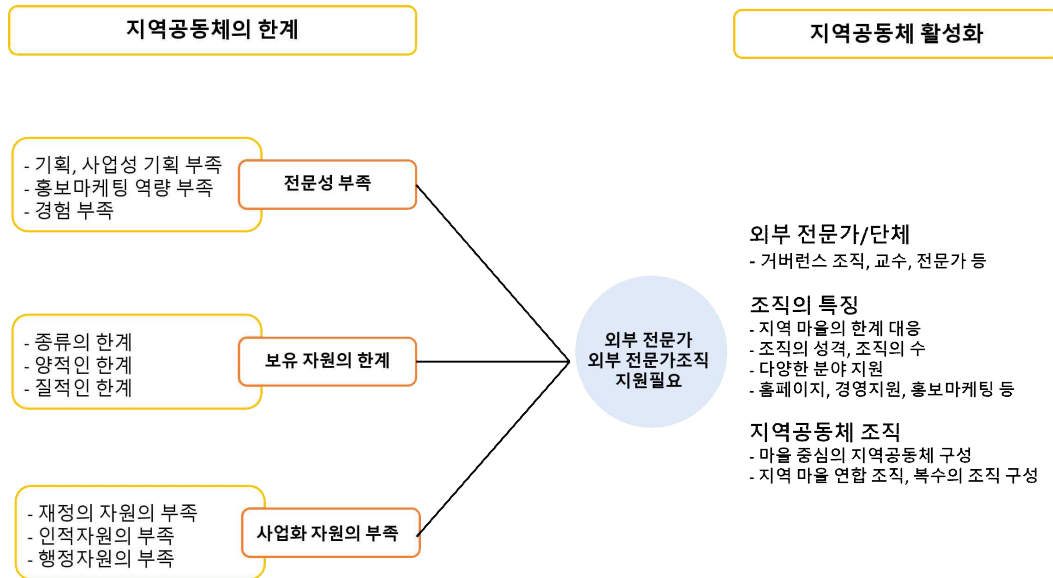 지역공동체의 한계
지역공동체 활성화
- 기획, 사업성 기획 부족
- 홍보마케팅 역량 부족
- 경험 부족
전문성 부족
- 종류의 한계
- 양적인 한계
- 질적인 한계
보유 자원의 한계
- 재정의 자원의 부족
- 인적자원의 부족
- 행정자원의 부족
사업화 자원의 부족
외부 전문가
외부 전문가조직
지원필요
외부 전문가/단체
- 거버런스 조직, 교수, 전문가 등
조직의 특징
- 지역 마을의 한계 대응
- 조직의 성격, 조직의 수
- 다양한 분야 지원
- 홈페이지, 경영지원, 홍보마케팅 등
지역공동체 조직
- 마을 중심의 지역공동체 구성
- 지역 마을 연합 조직, 복수의 조직 구성